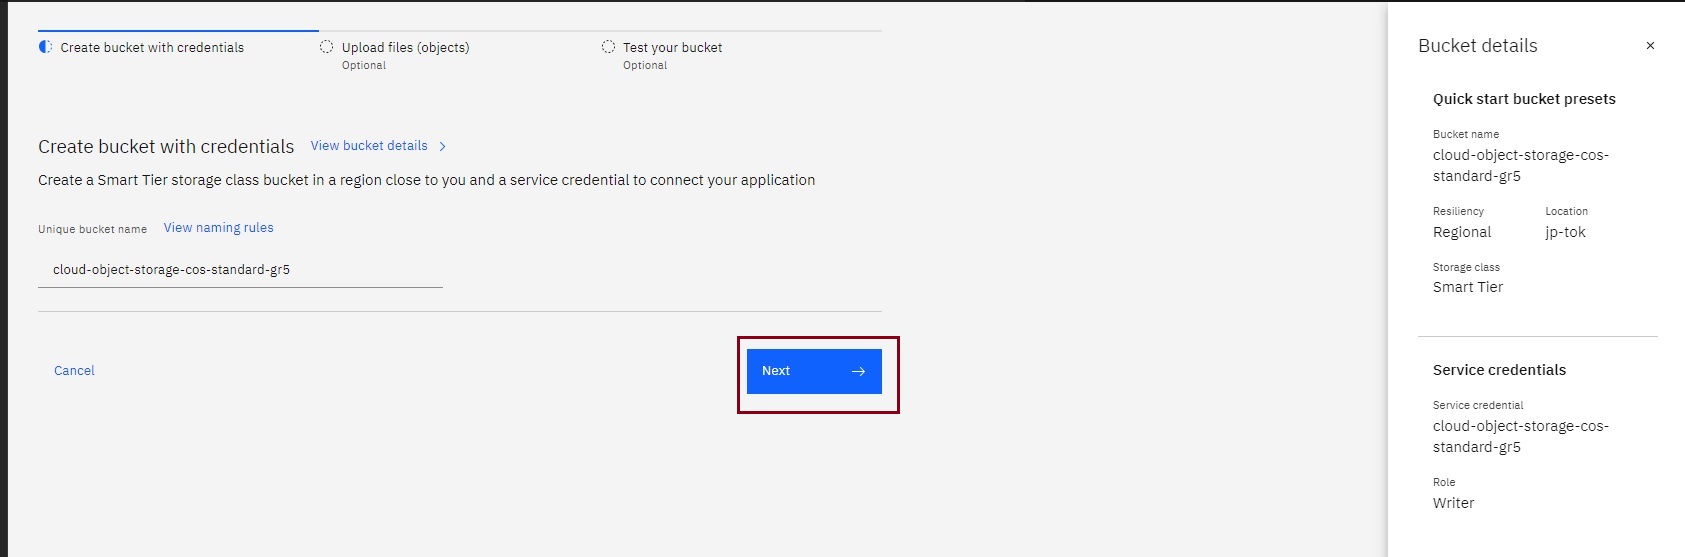 Create bucket with credentials
Upload files (objects)
Optional
Test your bucket
Optional
Create bucket with credentials View bucket details
Create a Smart Tier storage class bucket in a region close to you and a service credential to connect your application
Unique bucket name View naming rules
cloud-object-storage-cos-standard-gr5
Cancel
Next
Bucket details
Quick start bucket presets
Bucket name
cloud-object-storage-cos-
standard-gr5
Resiliency Location
Regional jp-tok
Storage class
Smart Tier
Service credentials
Service credential
cloud-object-storage-cos-
standard-gr5
Role
Writer